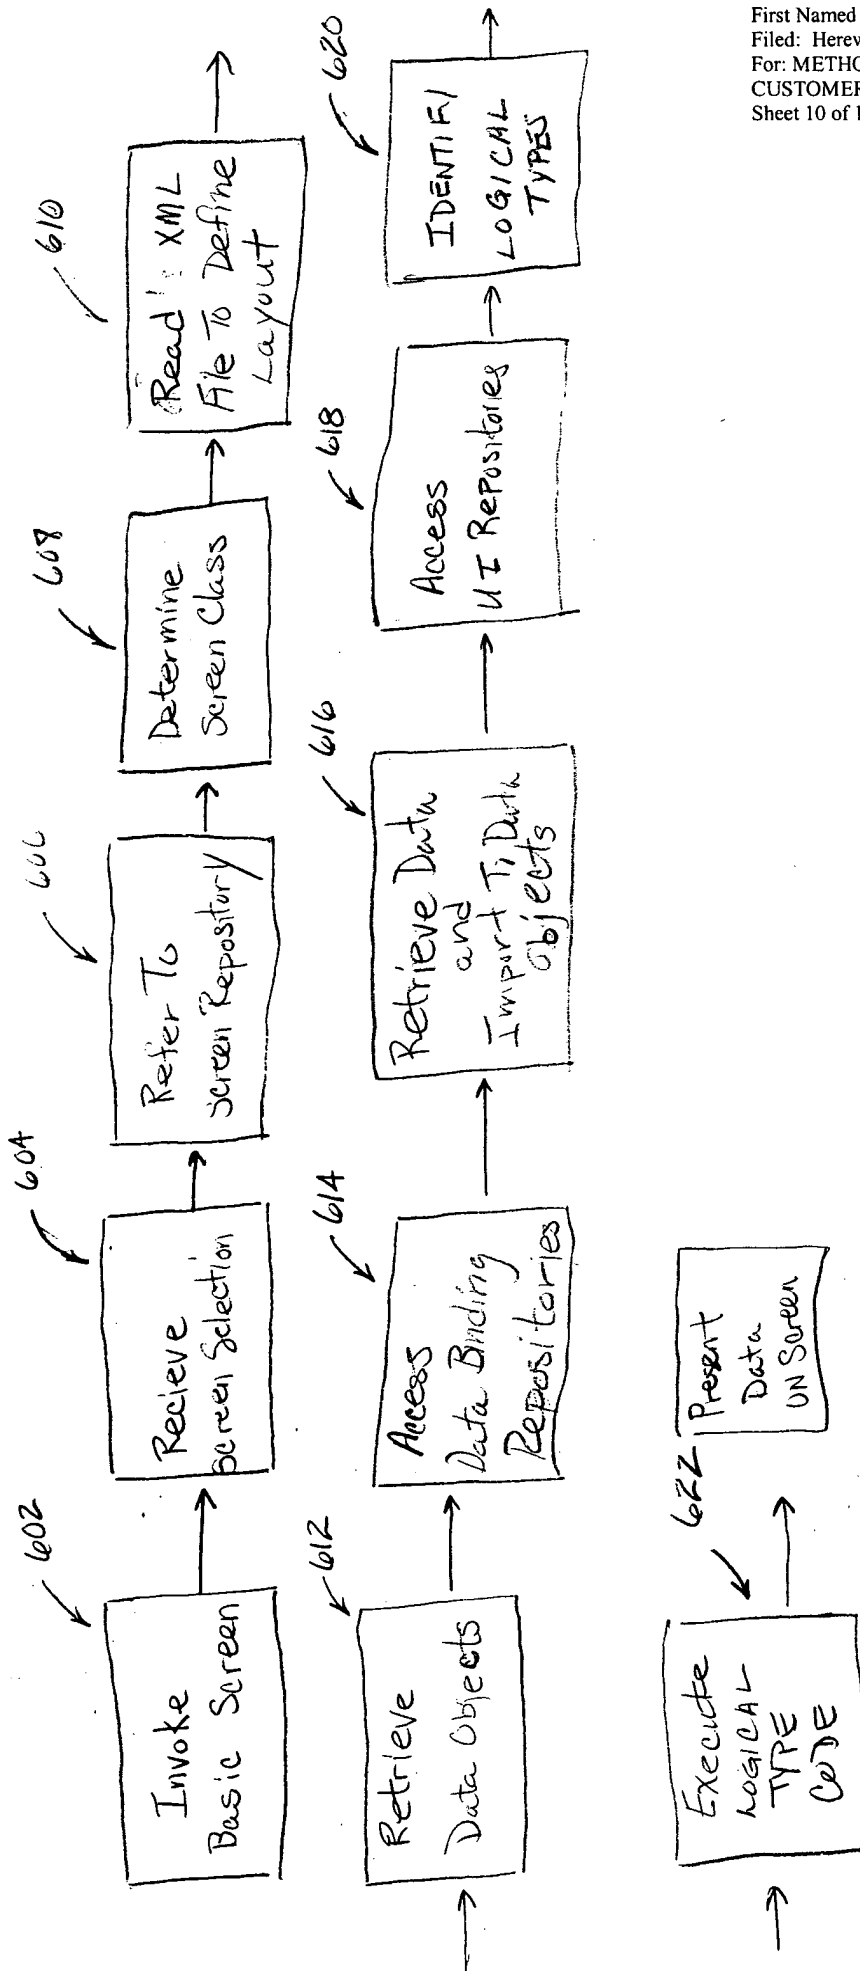 First Named
Filed: Herew
For: METHO
CUSTOMER
Sheet 10 of 1
602
Invoke
Basic Screen
604
Recieve
Screen Selection
606
Refer To
Screen Repository
608
Determine
Screen Class
610
Read XML
File To Define
Layout
612
Retrieve
Data Objects
614
Access
Data Binding
Repositories
616
Retrieve Data
and
Import To Data
Objects
618
Access
UI Repositories
620
IDENTIFY
LOGICAL
TYPES
622
Execute
LOGICAL
TYPE
CODE
Present
Data
UN Screen